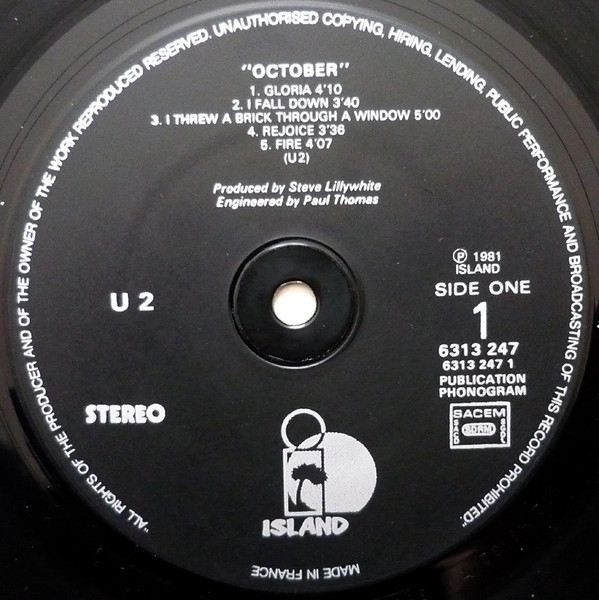 "ALL RIGHTS OF THE PRODUCER AND OF THE OWNER OF THE WORK REPRODUCED RESERVED. UNAUTHORISED COPYING, HIRING, LENDING, PUBLIC PERFORMANCE AND BROADCASTING OF THIS RECORD PROHIBITED".
"OCTOBER"
1. GLORIA 4'10
2. I FALL DOWN 3'40
3. I THREW A BRICK THROUGH A WINDOW 5'00
4. REJOICE 3'36
5. FIRE 4'07
(U2)
Produced by Steve Lillywhite
Engineered by Paul Thomas
℗ 1981
ISLAND
U 2
SIDE ONE
1
6313 247
6313 247 1
PUBLICATION
PHONOGRAM
STEREO
SACEM
SACD
SDRM
SGDL
ISLAND
MADE IN FRANCE